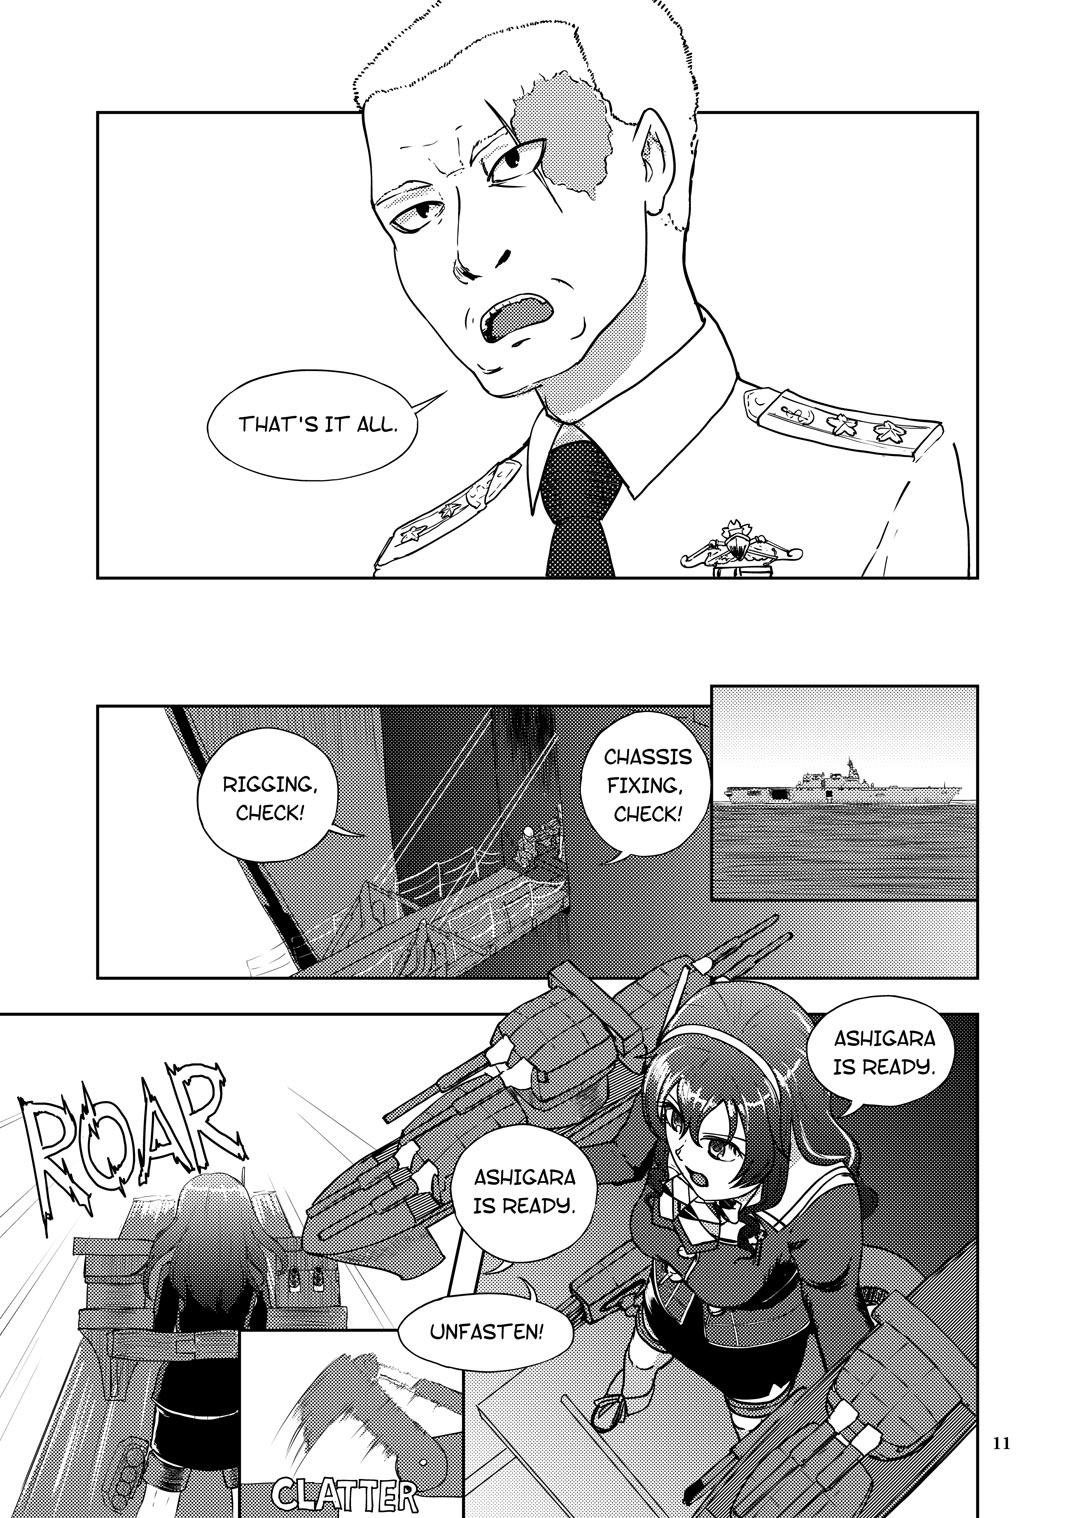 THAT'S IT ALL.
RIGGING,
CHECK!
CHASSIS
FIXING,
CHECK!
ASHIGARA
IS READY.
ROAR
ASHIGARA
IS READY.
UNFASTEN!
CLATTER
11